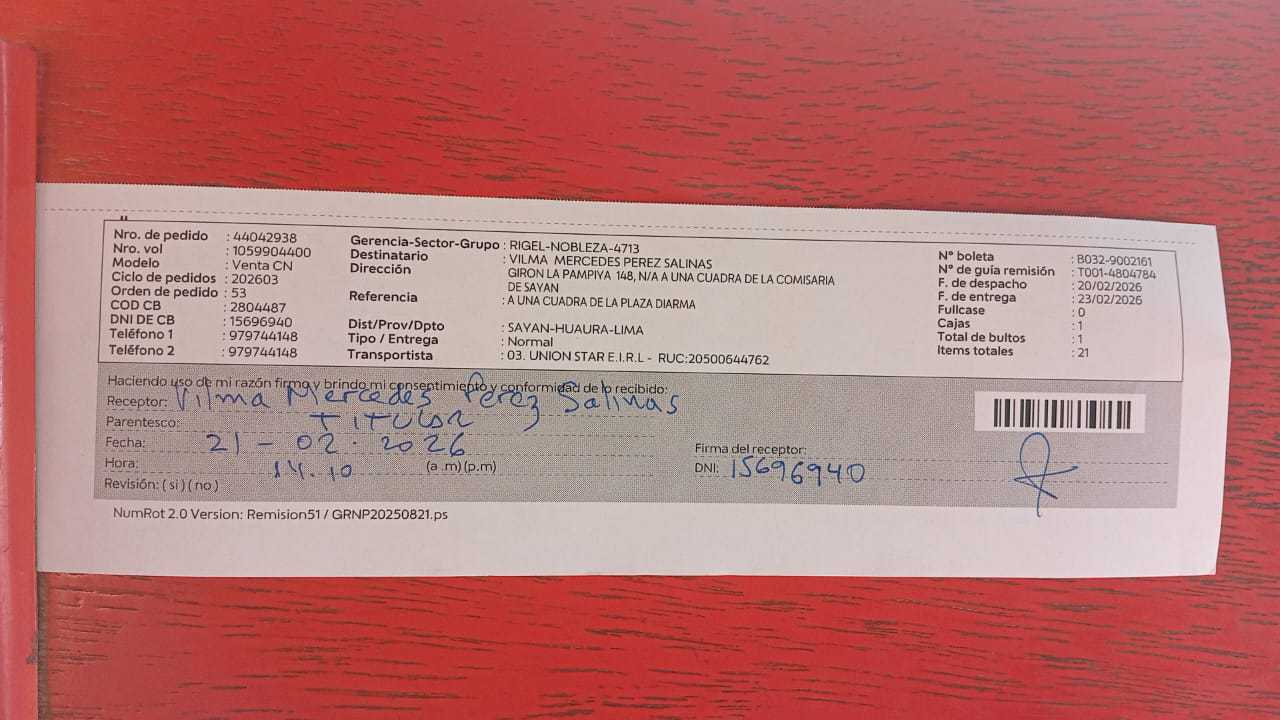 Nro. de pedido : 44042938
Nro. vol : 1059904400
Modelo : Venta CN
Ciclo de pedidos : 202603
Orden de pedido : 53
COD CB : 2804487
DNI DE CB : 15696940
Teléfono 1 : 979744148
Teléfono 2 : 979744148
Gerencia-Sector-Grupo : RIGEL-NOBLEZA-4713
Destinatario : VILMA MERCEDES PEREZ SALINAS
Dirección GIRON LA PAMPIYA 148, N/A A UNA CUADRA DE LA COMISARIA
DE SAYAN
Referencia : A UNA CUADRA DE LA PLAZA DIARMA
Dist/Prov/Dpto : SAYAN-HUAURA-LIMA
Tipo / Entrega : Normal
Transportista : 03. UNION STAR E.I.R.L - RUC:20500644762
N° boleta : B032-9002161
N° de guía remisión : T001-4804784
F. de despacho : 20/02/2026
F. de entrega : 23/02/2026
Fullcase : 0
Cajas : 1
Total de bultos : 1
Items totales : 21
Haciendo uso de mi razón firmo y brindo mi consentimiento y conformidad de lo recibido:
Receptor: Vilma Mercedes Perez Salinas
Parentesco: TITULAR
Fecha: 21-02-2026
Hora: 14.10 (a .m) (p.m)
Revisión: ( si ) ( no )
Firma del receptor:
DNI: 15696940
NumRot 2.0 Version: Remision51 / GRNP20250821.ps